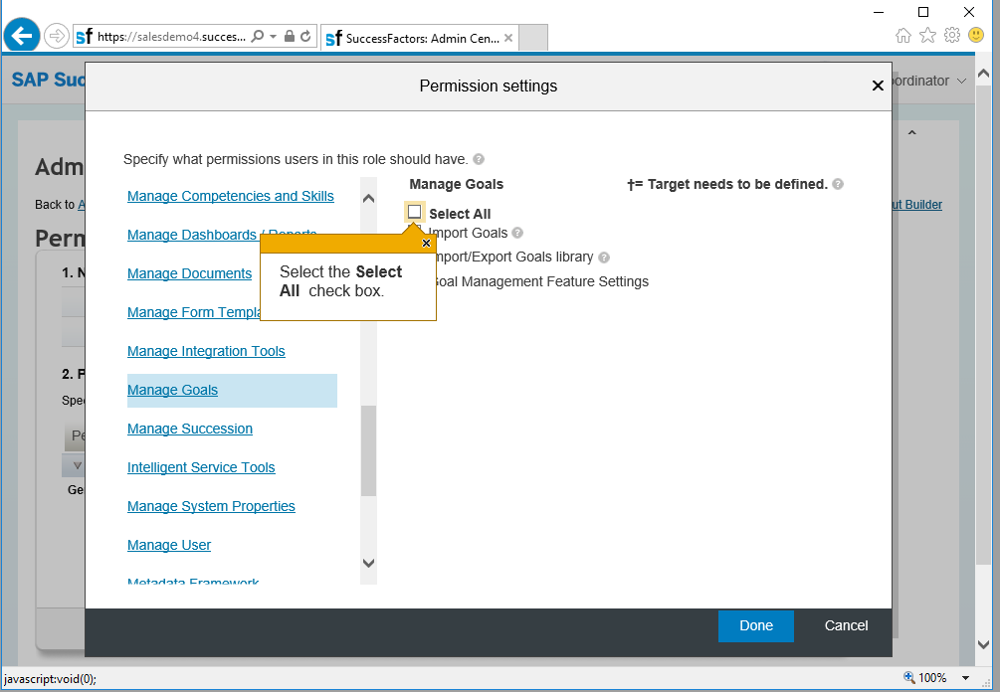 https://salesdemo4.succes...
SuccessFactors: Admin Cen...
SAP Suc
oordinator
Permission settings
Adm
Specify what permissions users in this role should have.
Back to A
ut Builder
Perm
1. N
2. P
Spec
Pe
Ge
Manage Competencies and Skills
Manage Dashboards / Reports
Manage Documents
Manage Form Templa
Manage Integration Tools
Manage Goals
Manage Succession
Intelligent Service Tools
Manage System Properties
Manage User
Metadata Framework
Manage Goals
†= Target needs to be defined.
Select All
Import Goals
mport/Export Goals library
oal Management Feature Settings
Select the Select
All check box.
Done
Cancel
javascript:void(0);
100%